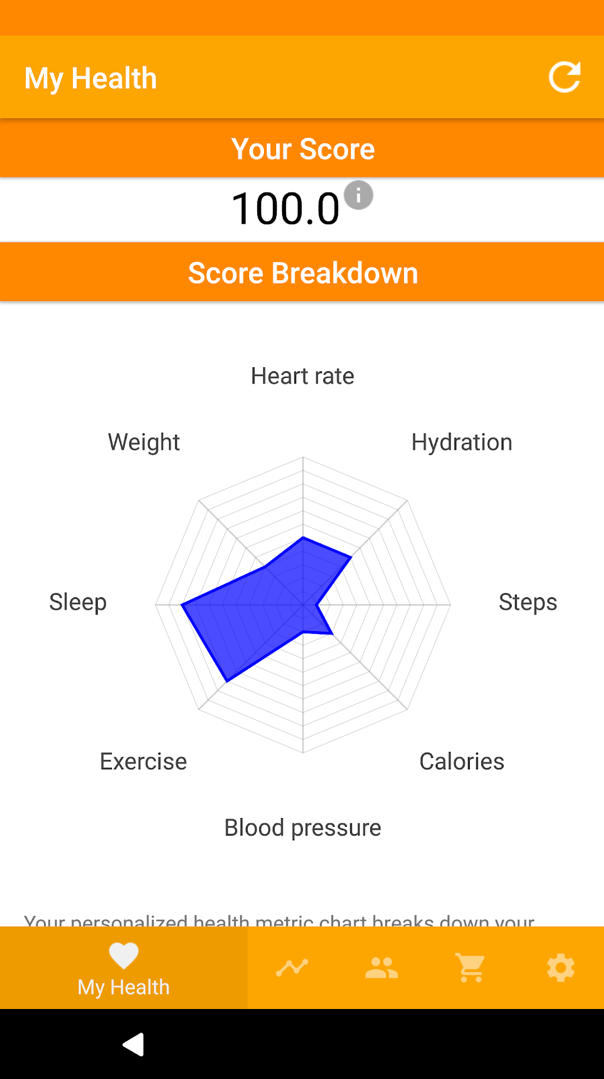 My Health
Your Score
100.0
i
Score Breakdown
Heart rate
Weight
Hydration
Sleep
Steps
Exercise
Calories
Blood pressure
Your personalized health metric chart breaks down your
My Health